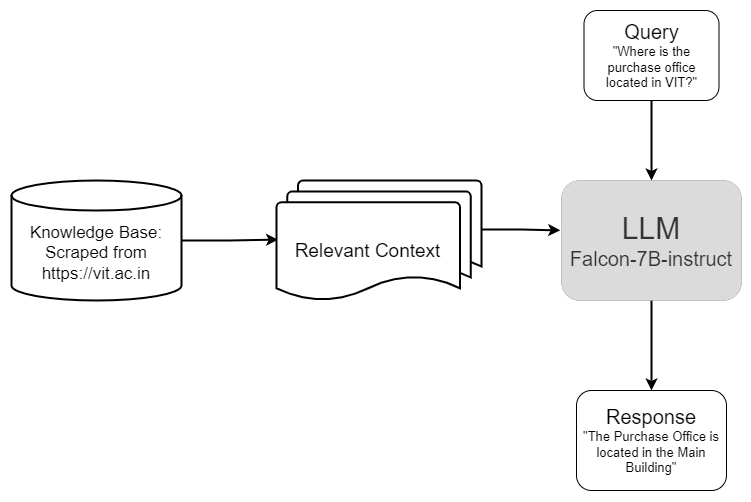 Query
"Where is the
purchase office
located in VIT?"
Knowledge Base:
Scraped from
https://vit.ac.in
Relevant Context
LLM
Falcon-7B-instruct
Response
"The Purchase Office is
located in the Main
Building"